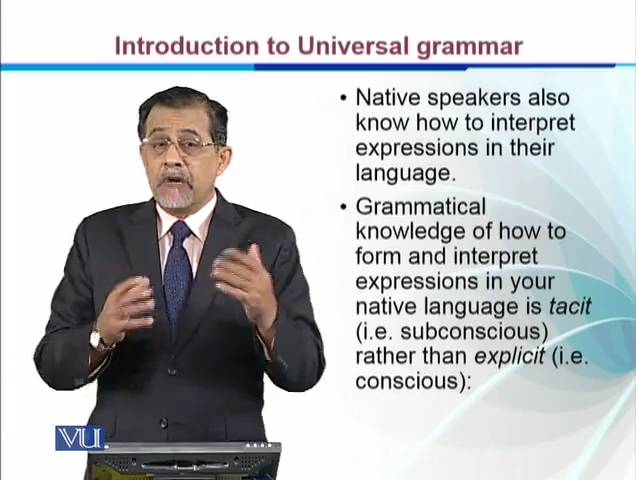 Introduction to Universal grammar
• Native speakers also
know how to interpret
expressions in their
language.
• Grammatical
knowledge of how to
form and interpret
expressions in your
native language is tacit
(i.e. subconscious)
rather than explicit (i.e.
conscious):
VU